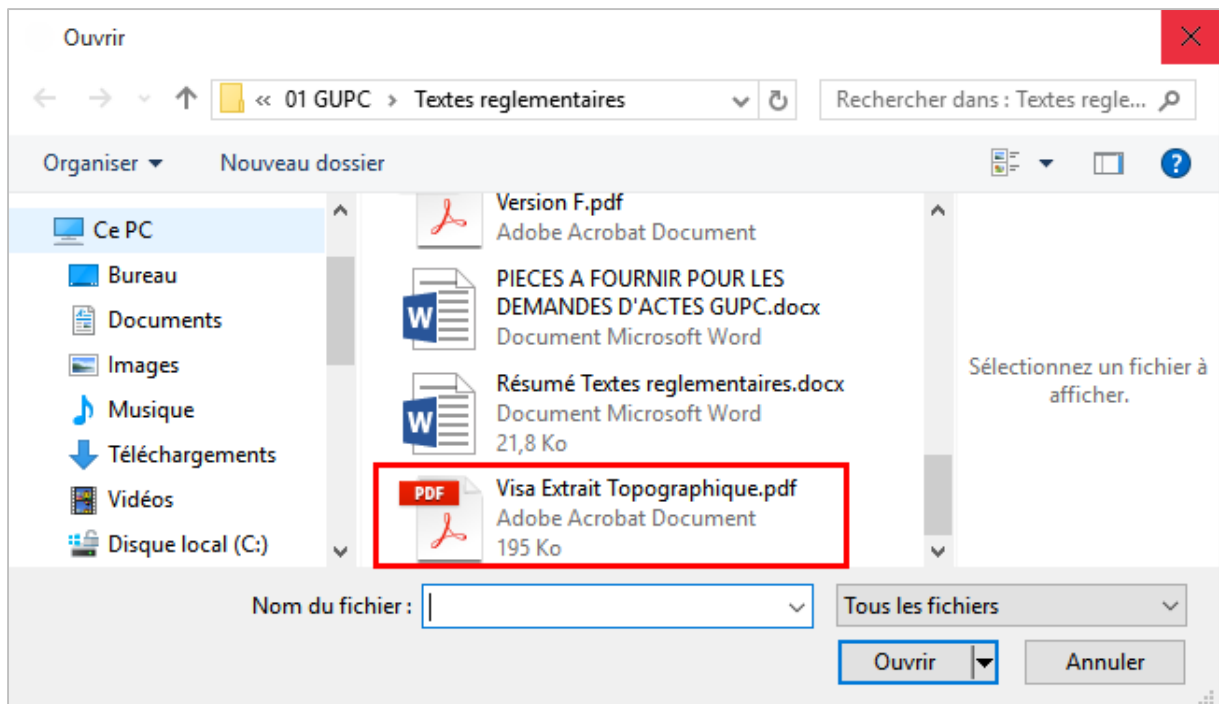 Ouvrir
« 01 GUPC > Textes reglementaires
Rechercher dans : Textes regle...
Organiser
Nouveau dossier
?
Ce PC
Bureau
Documents
Images
Musique
Téléchargements
Vidéos
Disque local (C:)
Version F.pdf
Adobe Acrobat Document
W
PIECES A FOURNIR POUR LES
DEMANDES D'ACTES GUPC.docx
Document Microsoft Word
W
Résumé Textes reglementaires.docx
Document Microsoft Word
21,8 Ko
PDF
Visa Extrait Topographique.pdf
Adobe Acrobat Document
195 Ko
Sélectionnez un fichier à
afficher.
Nom du fichier :
Tous les fichiers
Ouvrir
Annuler